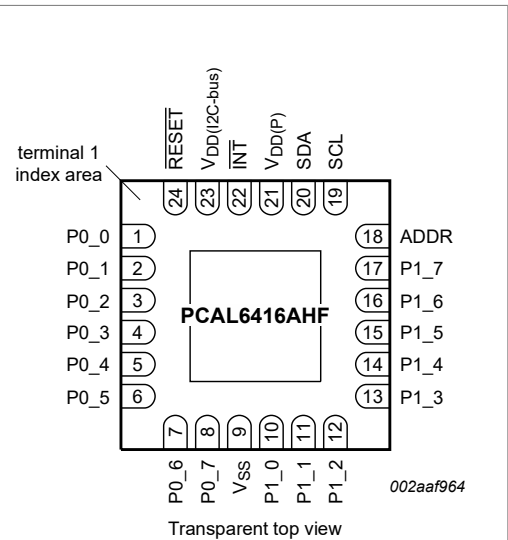 RESET
VDD(I2C-bus)
INT
VDD(P)
SDA
SCL
terminal 1
index area
24 23 22 21 20 19
P0_0 1 18 ADDR
P0_1 2 17 P1_7
P0_2 3 16 P1_6
PCAL6416AHF
P0_3 4 15 P1_5
P0_4 5 14 P1_4
P0_5 6 13 P1_3
7 8 9 10 11 12
P0_6
P0_7
VSS
P1_0
P1_1
P1_2
002aaf964
Transparent top view